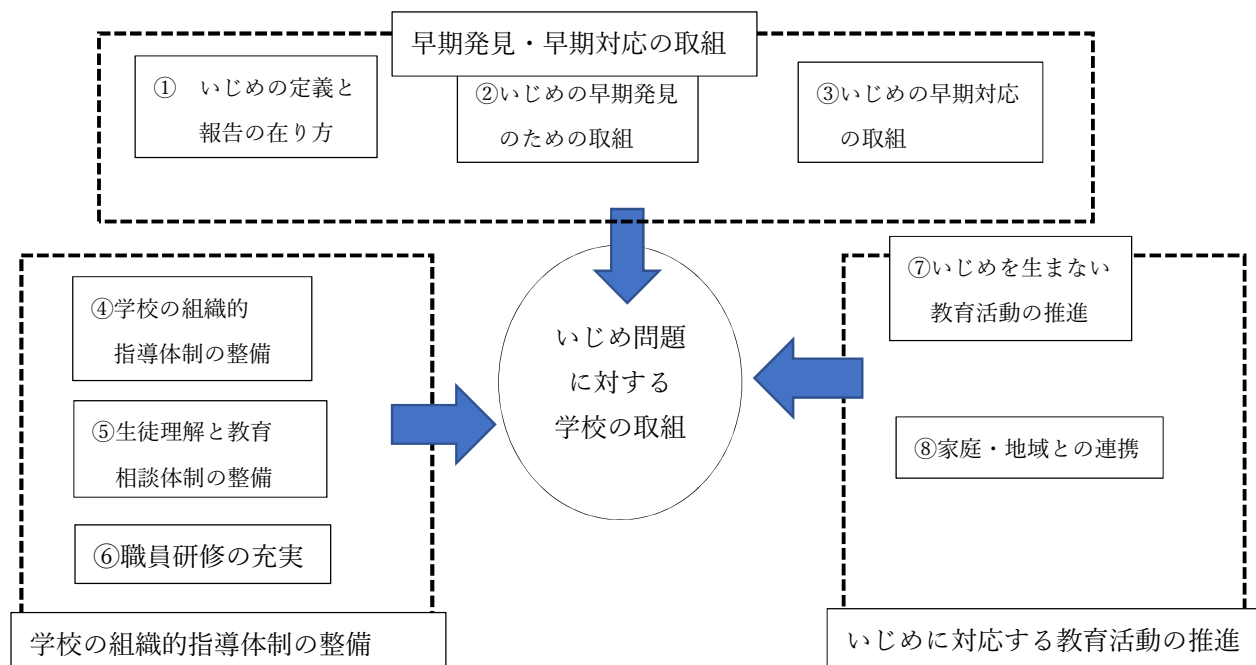 早期発見・早期対応の取組
①　いじめの定義と
報告の在り方
②いじめの早期発見
のための取組
③いじめの早期対応
の取組
④学校の組織的
指導体制の整備
⑤生徒理解と教育
相談体制の整備
⑥職員研修の充実
学校の組織的指導体制の整備
いじめ問題
に対する
学校の取組
⑦いじめを生まない
教育活動の推進
⑧家庭・地域との連携
いじめに対応する教育活動の推進